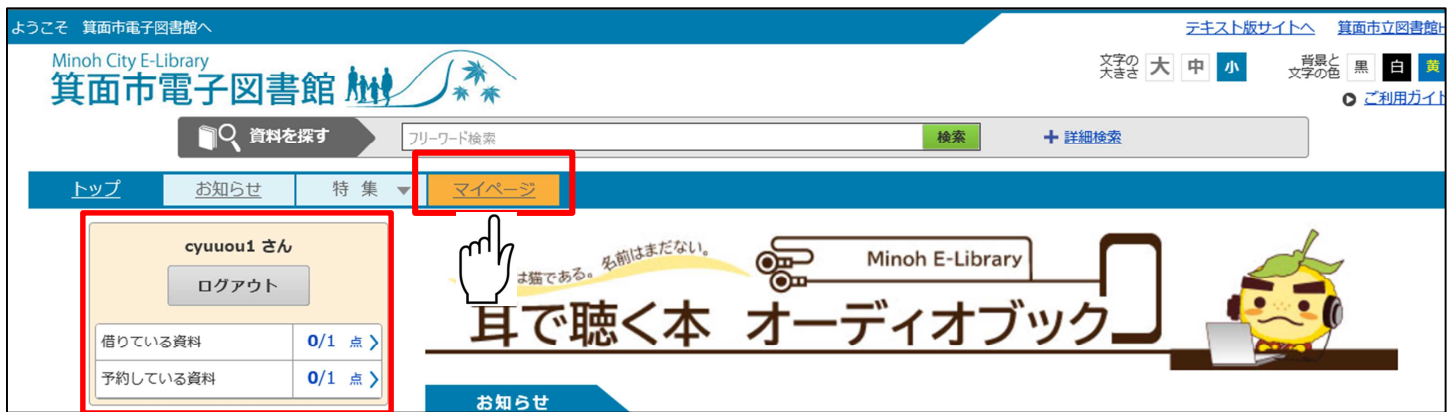 ようこそ 箕面市電子図書館へ
テキスト版サイトへ 箕面市立図書館
Minoh City E-Library
箕面市電子図書館
文字の大きさ 大 中 小 背景と文字の色 黒 白 黄
ご利用ガイド
資料を探す フリーワード検索 検索 詳細検索
トップ お知らせ 特集 ▼ マイページ
cyuuou1 さん
ログアウト
借りている資料 0/1 点
予約している資料 0/1 点
は猫である。名前はまだない。
Minoh E-Library
耳で聴く本 オーディオブック
お知らせ